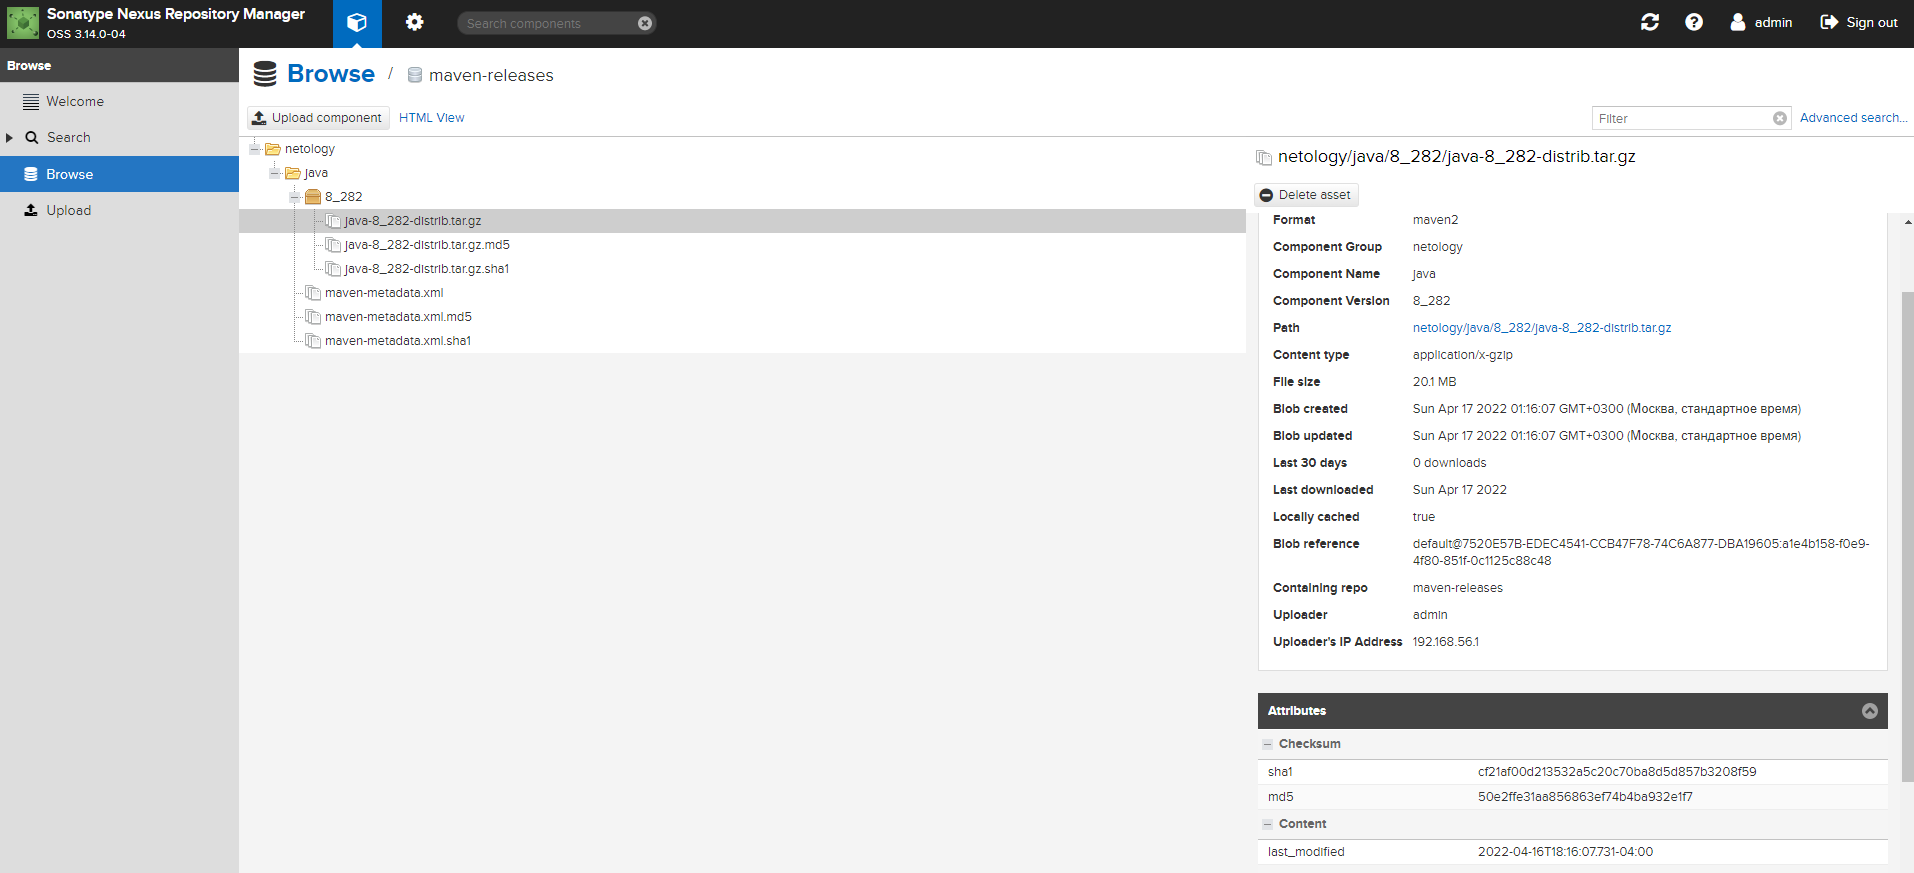 Sonatype Nexus Repository Manager
OSS 3.14.0-04
Search components
admin
Sign out
Browse
Welcome
Search
Browse
Upload
Browse / maven-releases
Upload component
HTML View
Filter
Advanced search...
netology
java
8_282
java-8_282-distrib.tar.gz
java-8_282-distrib.tar.gz.md5
java-8_282-distrib.tar.gz.sha1
maven-metadata.xml
maven-metadata.xml.md5
maven-metadata.xml.sha1
netology/java/8_282/java-8_282-distrib.tar.gz
Delete asset
Format maven2
Component Group netology
Component Name java
Component Version 8_282
Path netology/java/8_282/java-8_282-distrib.tar.gz
Content type application/x-gzip
File size 20.1 MB
Blob created Sun Apr 17 2022 01:16:07 GMT+0300 (Москва, стандартное время)
Blob updated Sun Apr 17 2022 01:16:07 GMT+0300 (Москва, стандартное время)
Last 30 days 0 downloads
Last downloaded Sun Apr 17 2022
Locally cached true
Blob reference default@7520E57B-EDEC4541-CCB47F78-74C6A877-DBA19605:a1e4b158-f0e9-
4f80-851f-0c1125c88c48
Containing repo maven-releases
Uploader admin
Uploader's IP Address 192.168.56.1
Attributes
Checksum
sha1 cf21af00d213532a5c20c70ba8d5d857b3208f59
md5 50e2ffe31aa856863ef74b4ba932e1f7
Content
last_modified 2022-04-16T18:16:07.731-04:00